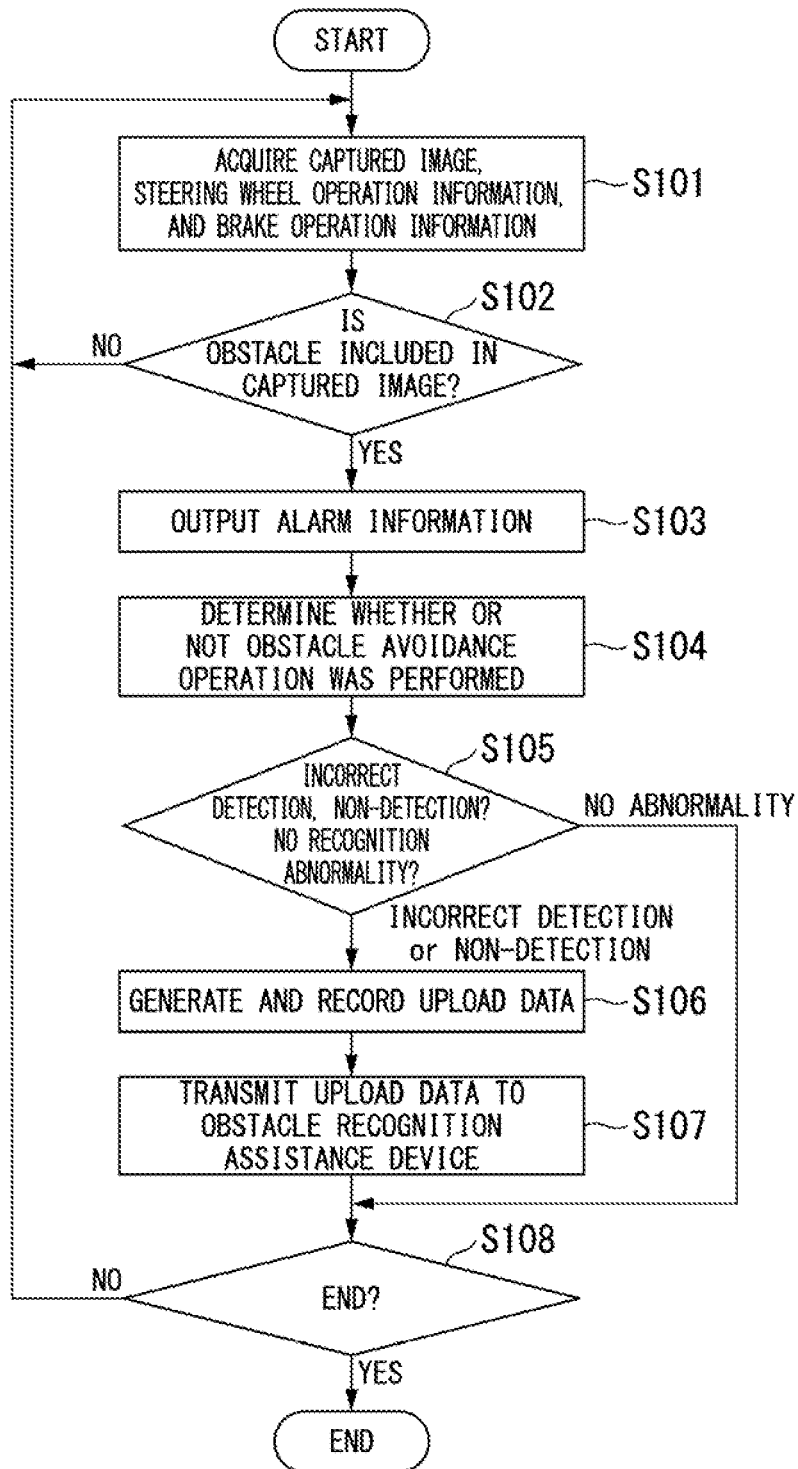 START
ACQUIRE CAPTURED IMAGE,
STEERING WHEEL OPERATION INFORMATION,
AND BRAKE OPERATION INFORMATION
S101
S102
IS
OBSTACLE INCLUDED IN
CAPTURED IMAGE?
NO
YES
OUTPUT ALARM INFORMATION
S103
DETERMINE WHETHER OR
NOT OBSTACLE AVOIDANCE
OPERATION WAS PERFORMED
S104
S105
INCORRECT
DETECTION, NON-DETECTION?
NO RECOGNITION
ABNORMALITY?
NO ABNORMALITY
INCORRECT DETECTION
or NON-DETECTION
GENERATE AND RECORD UPLOAD DATA
S106
TRANSMIT UPLOAD DATA TO
OBSTACLE RECOGNITION
ASSISTANCE DEVICE
S107
S108
NO
END?
YES
END